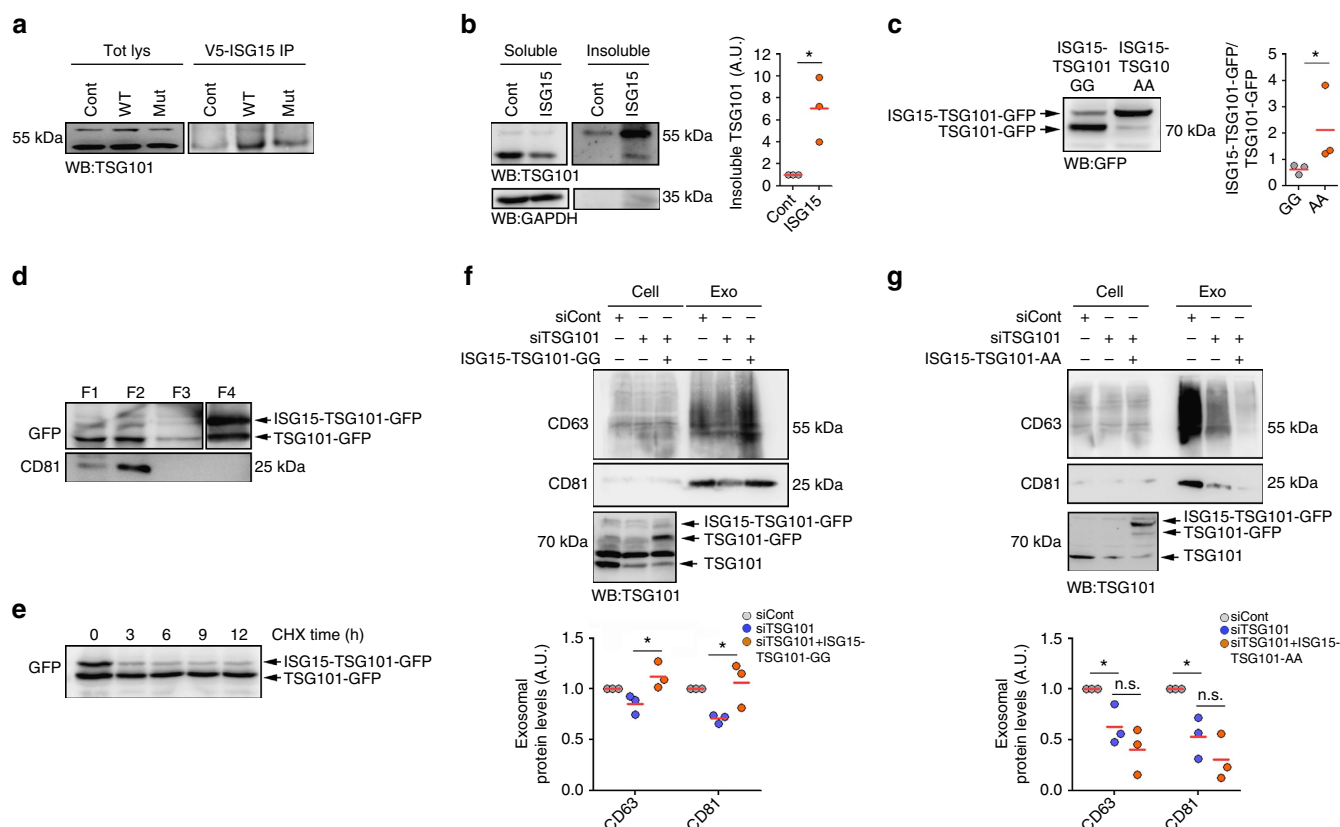 a
Tot lys
V5-ISG15 IP
Cont
WT
Mut
Cont
WT
Mut
55 kDa
WB:TSG101
b
Soluble
Insoluble
Cont
ISG15
Cont
ISG15
55 kDa
WB:TSG101
35 kDa
WB:GAPDH
Insoluble TSG101 (A.U.)
12
10
8
6
4
2
0
*
Cont
ISG15
c
ISG15-
TSG101
GG
ISG15-
TSG10
AA
ISG15-TSG101-GFP
TSG101-GFP
70 kDa
WB:GFP
ISG15-TSG101-GFP/
TSG101-GFP
5
4
3
2
1
0
*
GG
AA
d
F1 F2 F3 F4
GFP
ISG15-TSG101-GFP
TSG101-GFP
CD81
25 kDa
e
0 3 6 9 12 CHX time (h)
GFP
ISG15-TSG101-GFP
TSG101-GFP
f
Cell Exo
siCont + – – + – –
siTSG101 – + + – + +
ISG15-TSG101-GG – – + – – +
CD63
55 kDa
CD81
25 kDa
ISG15-TSG101-GFP
70 kDa
TSG101-GFP
TSG101
WB:TSG101
siCont
siTSG101
siTSG101+ISG15-
TSG101-GG
Exosomal
protein levels (A.U.)
1.5
1.0
0.5
0.0
*
*
CD63
CD81
g
Cell Exo
siCont + – – + – –
siTSG101 – + + – + +
ISG15-TSG101-AA – – + – – +
CD63
55 kDa
CD81
25 kDa
ISG15-TSG101-GFP
TSG101-GFP
70 kDa
TSG101
WB:TSG101
siCont
siTSG101
siTSG101+ISG15-
TSG101-AA
Exosomal
protein levels (A.U.)
1.5
1.0
0.5
0.0
*
n.s.
*
n.s.
CD63
CD81